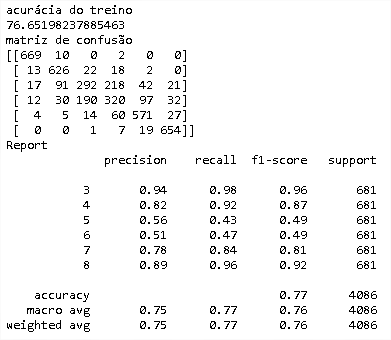 acurácia do treino
76.65198237885463
matriz de confusão
[[669 10 0 2 0 0]
[ 13 626 22 18 2 0]
[ 17 91 292 218 42 21]
[ 12 30 190 320 97 32]
[ 4 5 14 60 571 27]
[ 0 0 1 7 19 654]]
Report
precision recall f1-score support
3 0.94 0.98 0.96 681
4 0.82 0.92 0.87 681
5 0.56 0.43 0.49 681
6 0.51 0.47 0.49 681
7 0.78 0.84 0.81 681
8 0.89 0.96 0.92 681
accuracy 0.77 4086
macro avg 0.75 0.77 0.76 4086
weighted avg 0.75 0.77 0.76 4086